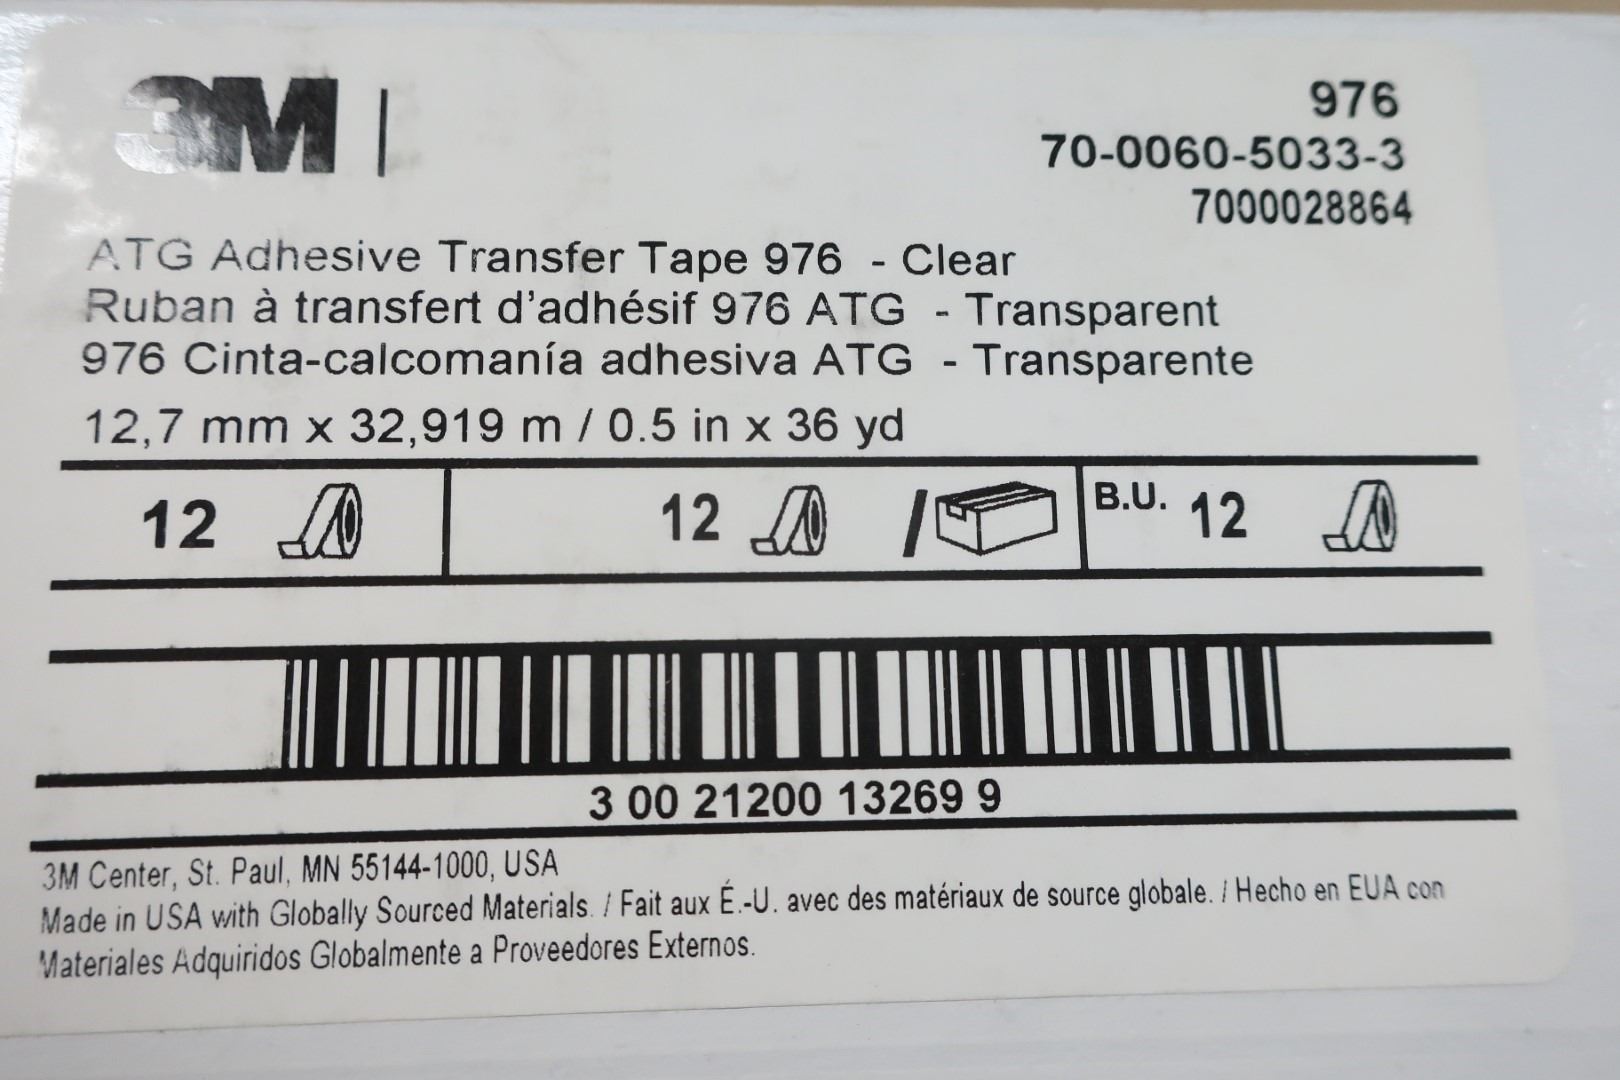 3M
976
70-0060-5033-3
7000028864
ATG Adhesive Transfer Tape 976 - Clear
Ruban à transfert d'adhésif 976 ATG - Transparent
976 Cinta-calcomanía adhesiva ATG - Transparente
12,7 mm x 32,919 m / 0.5 in x 36 yd
12 12 / B.U. 12
3 00 21200 13269 9
3M Center, St. Paul, MN 55144-1000, USA
Made in USA with Globally Sourced Materials. / Fait aux É.-U. avec des matériaux de source globale. / Hecho en EUA con
Materiales Adquiridos Globalmente a Proveedores Externos.